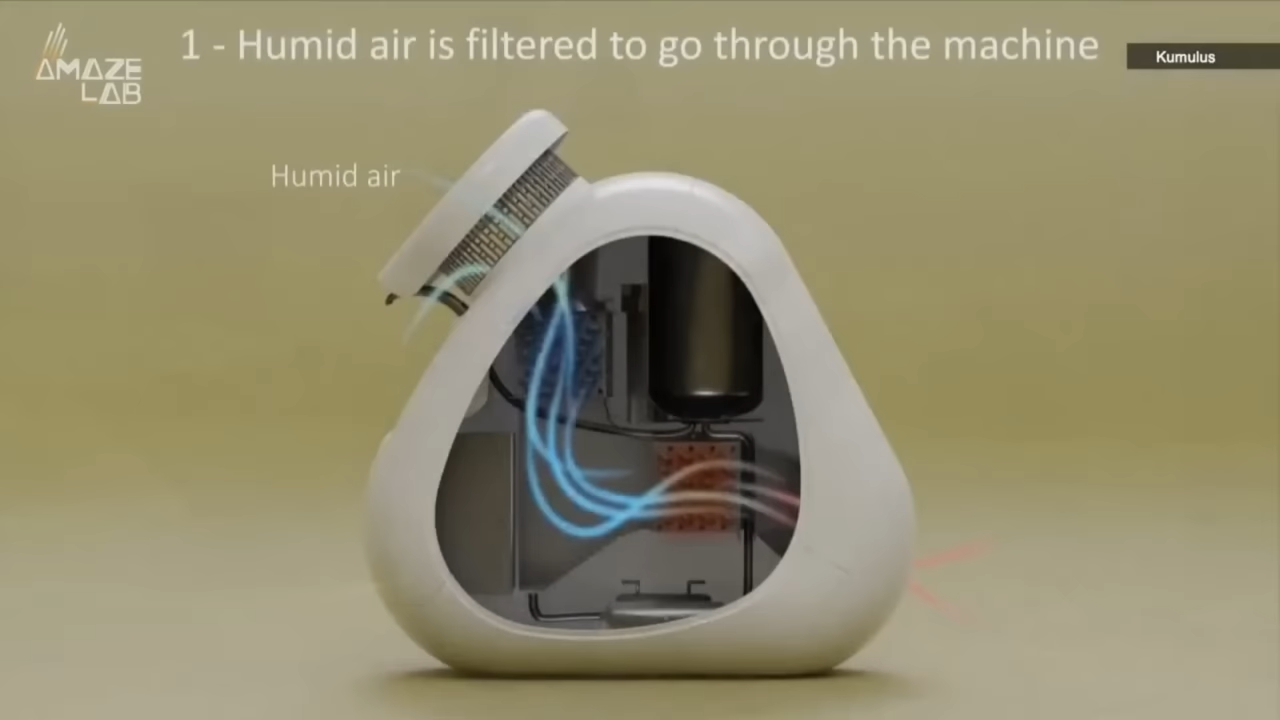 AMAZE
LAB
1 - Humid air is filtered to go through the machine
Kumulus
Humid air